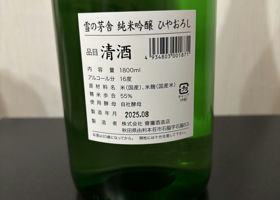 雪の茅舎 純米吟醸 ひやおろし
品目 清酒
4 934803 001871
内容量 1800ml
アルコール分 16度
原材料名 米(国産)、米麹(国産米)
精米歩合 55%
使用酵母 自社酵母
製造年月 2025.08
製造者 株式会社 齋彌酒造店
秋田県由利本荘市石脇字石脇53